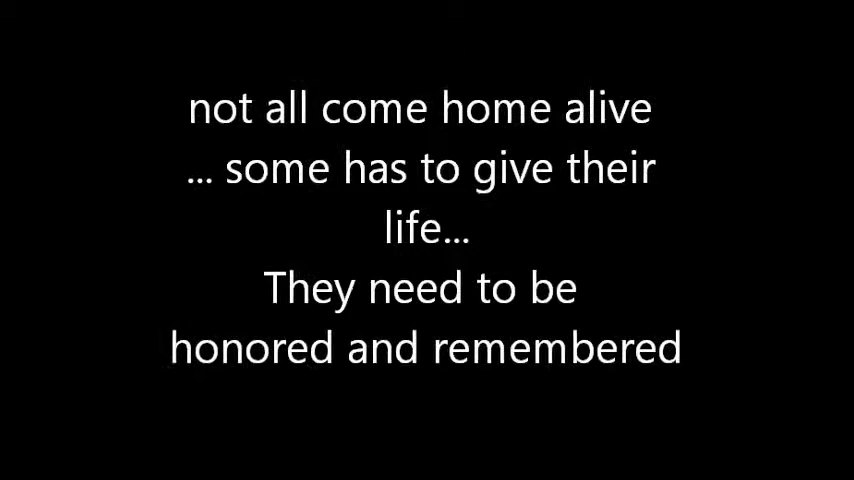 not all come home alive
... some has to give their
life...
They need to be
honored and remembered